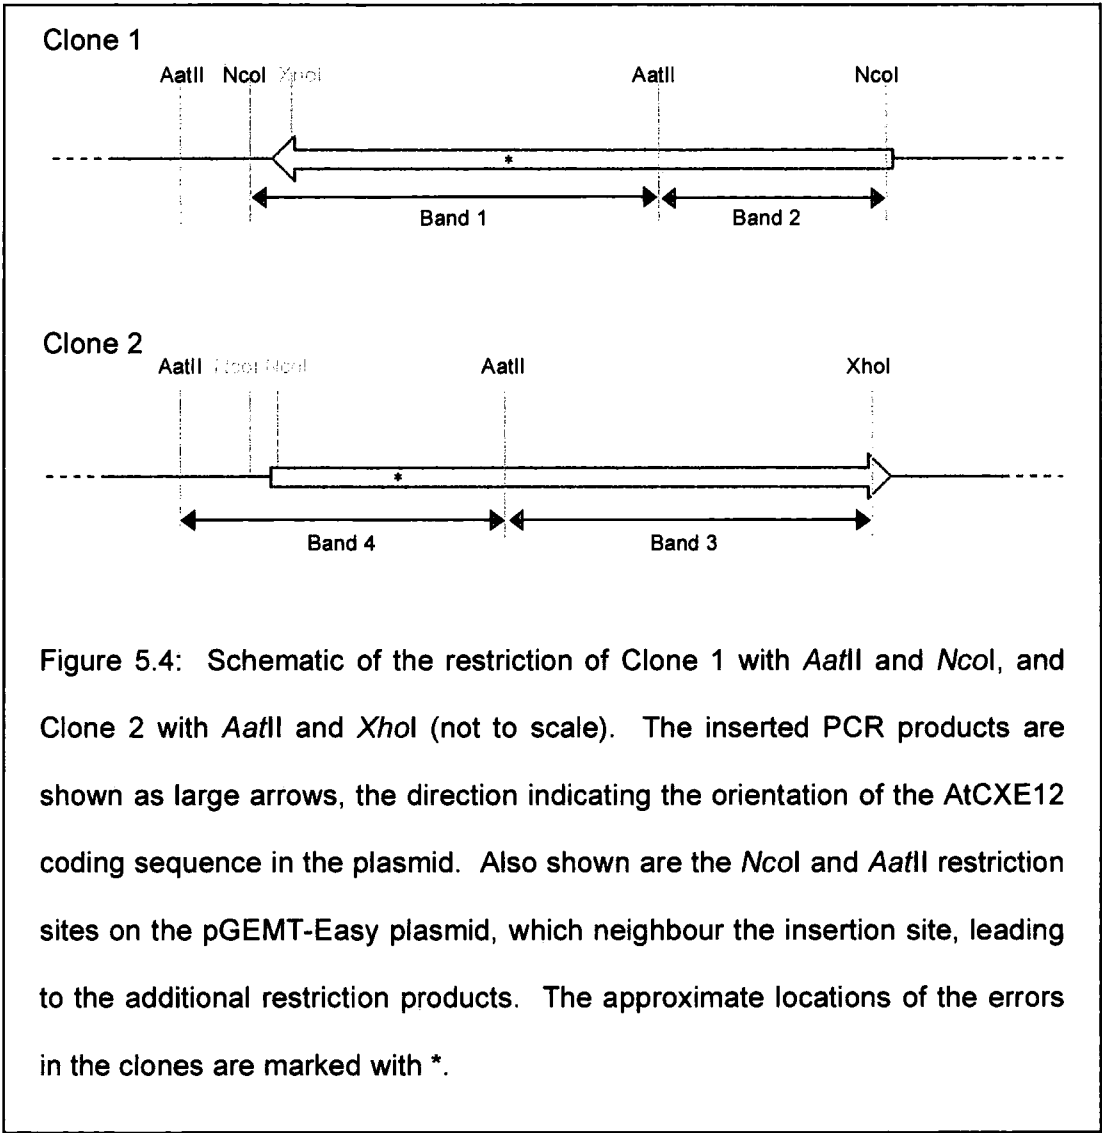 Clone 1
AatII NcoI XhoI AatII NcoI
*
Band 1 Band 2
Clone 2
AatII NcoI NcoI AatII XhoI
*
Band 4 Band 3
Figure 5.4: Schematic of the restriction of Clone 1 with AatII and NcoI, and
Clone 2 with AatII and XhoI (not to scale). The inserted PCR products are
shown as large arrows, the direction indicating the orientation of the AtCXE12
coding sequence in the plasmid. Also shown are the NcoI and AatII restriction
sites on the pGEMT-Easy plasmid, which neighbour the insertion site, leading
to the additional restriction products. The approximate locations of the errors
in the clones are marked with *.